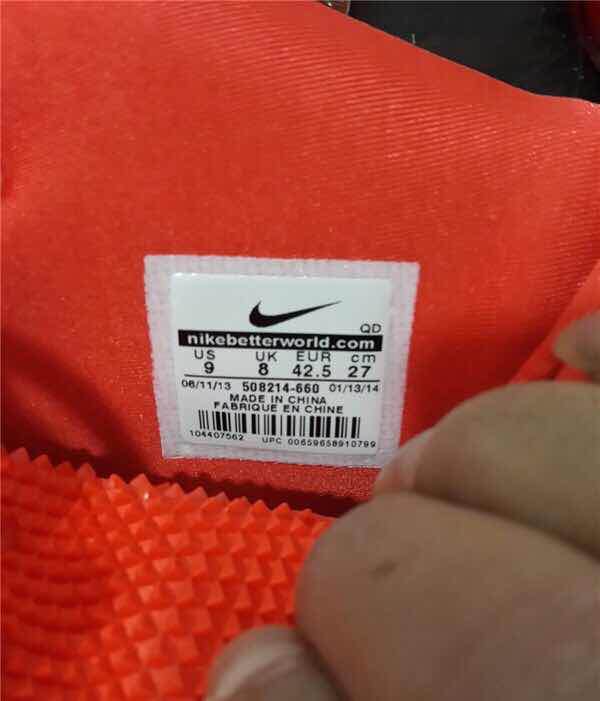 QD
nikebetterworld.com
US UK EUR cm
9 8 42.5 27
06/11/13 508214-660 01/13/14
MADE IN CHINA
FABRIQUE EN CHINE
104407562 UPC 00659658910799